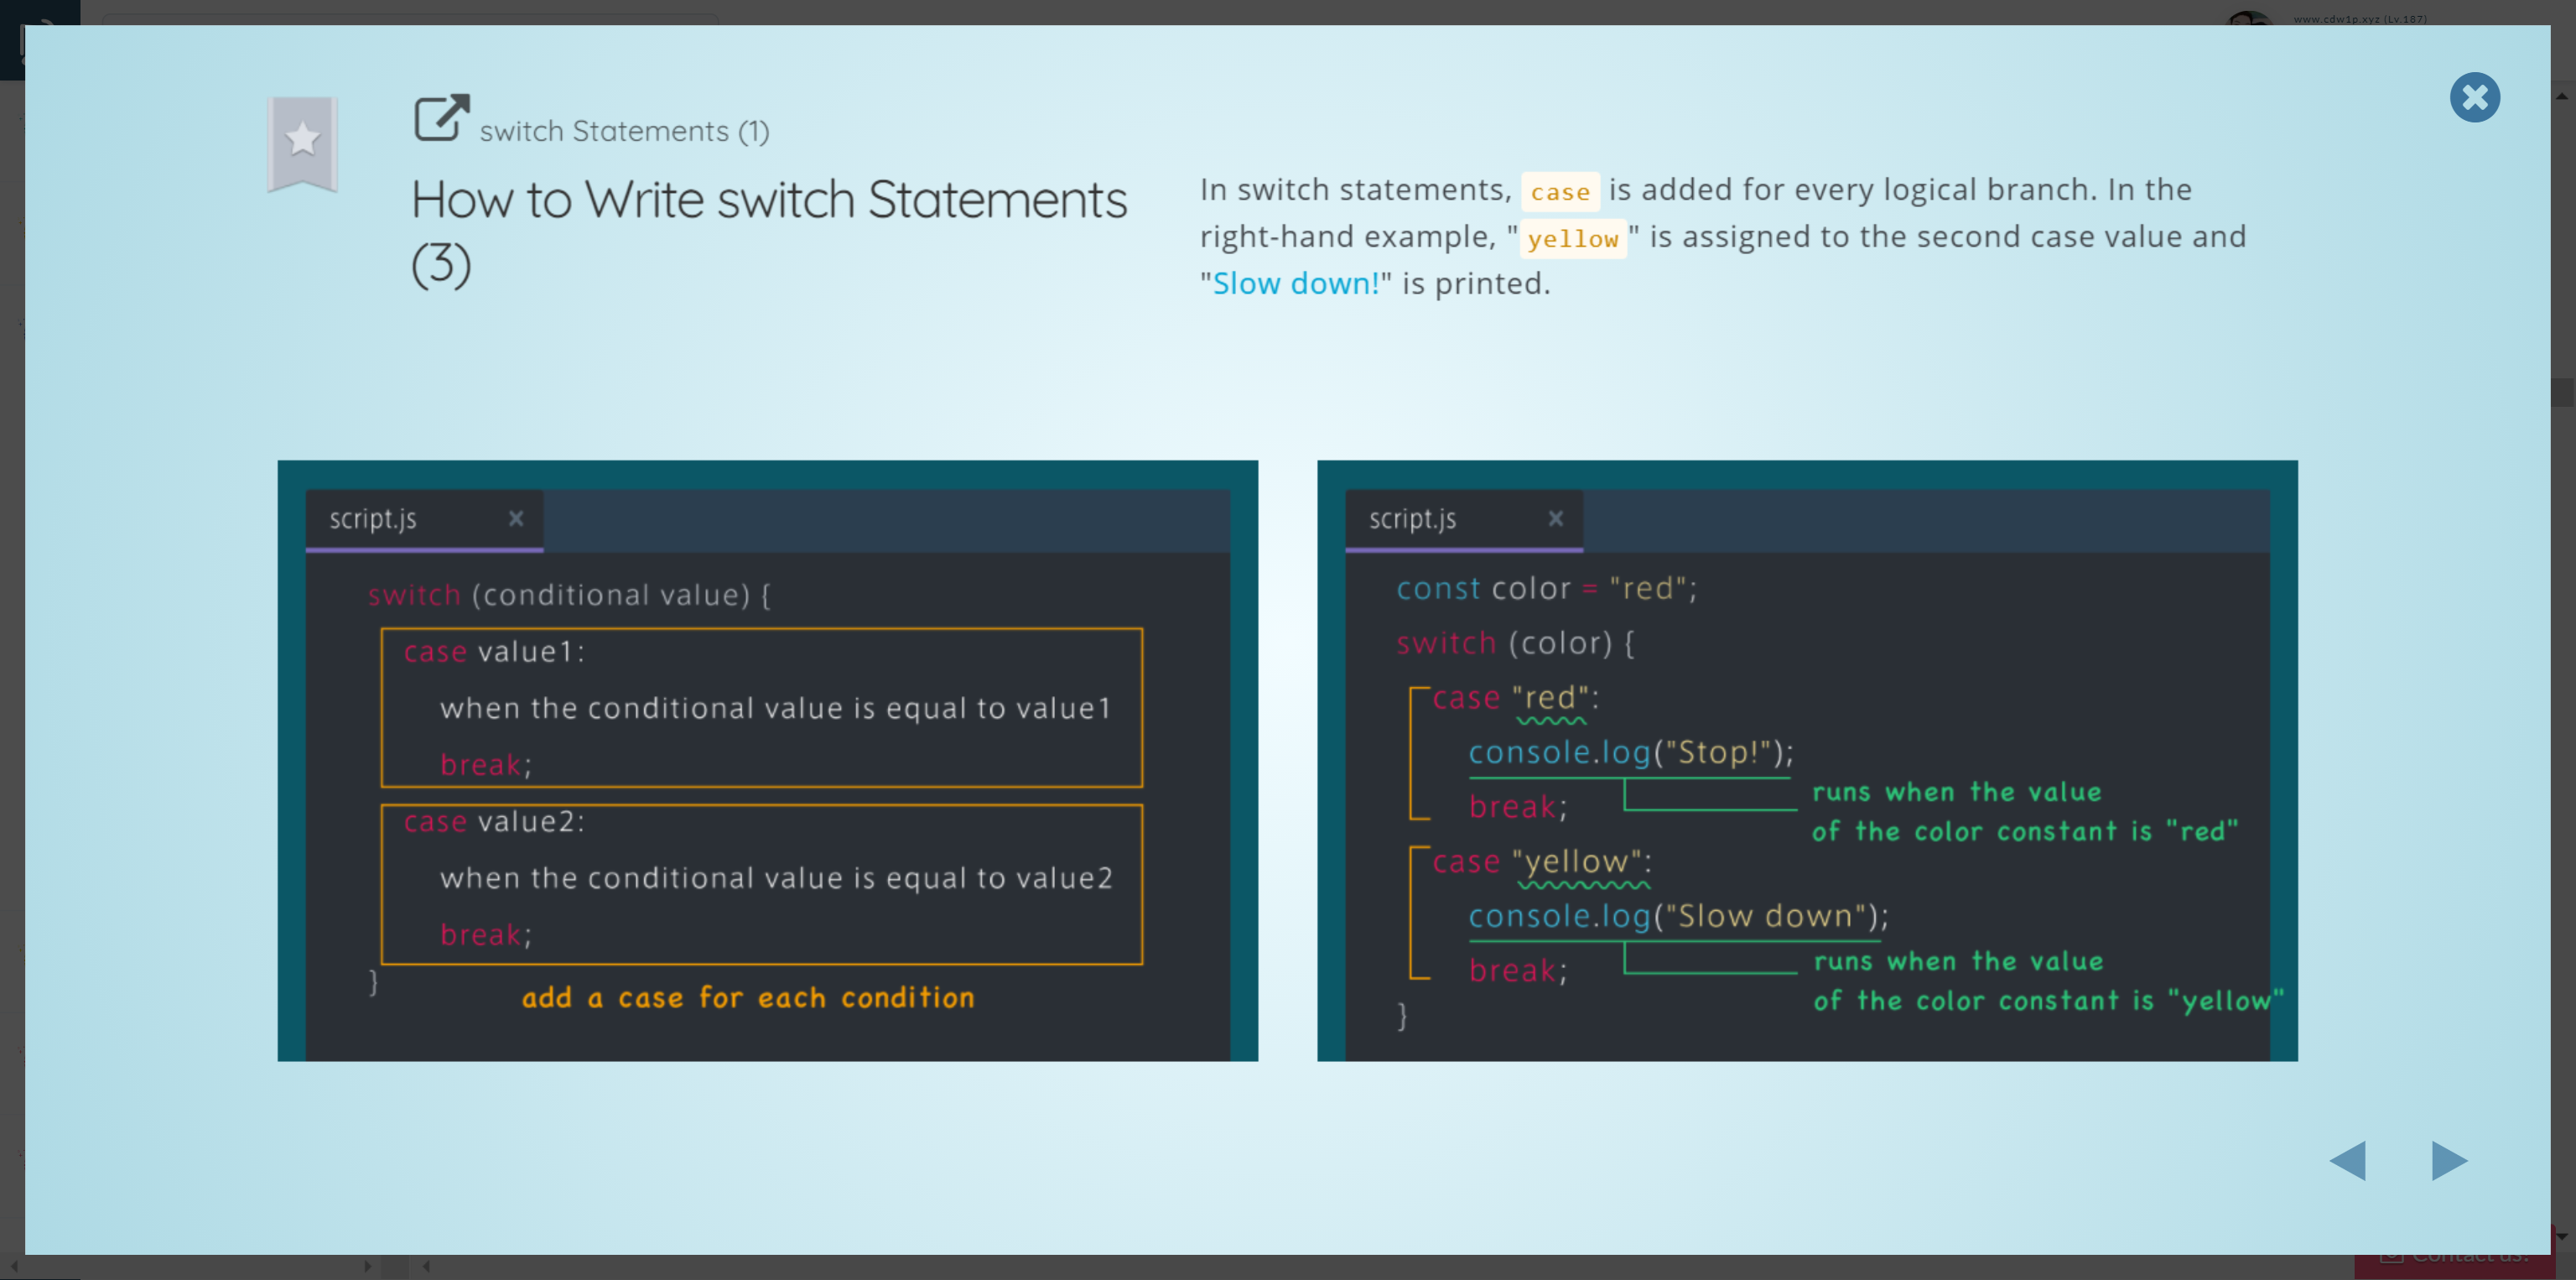 www.cdw1p.xyz (Lv.187)
switch Statements (1)
How to Write switch Statements
(3)
In switch statements, case is added for every logical branch. In the
right-hand example, "yellow" is assigned to the second case value and
"Slow down!" is printed.
script.js
switch (conditional value) {
case value1:
when the conditional value is equal to value1
break;
case value2:
when the conditional value is equal to value2
break;
}
add a case for each condition
script.js
const color = "red";
switch (color) {
case "red":
console.log("Stop!");
break;
runs when the value
of the color constant is "red"
case "yellow":
console.log("Slow down");
break;
runs when the value
of the color constant is "yellow"
}
Contact us!